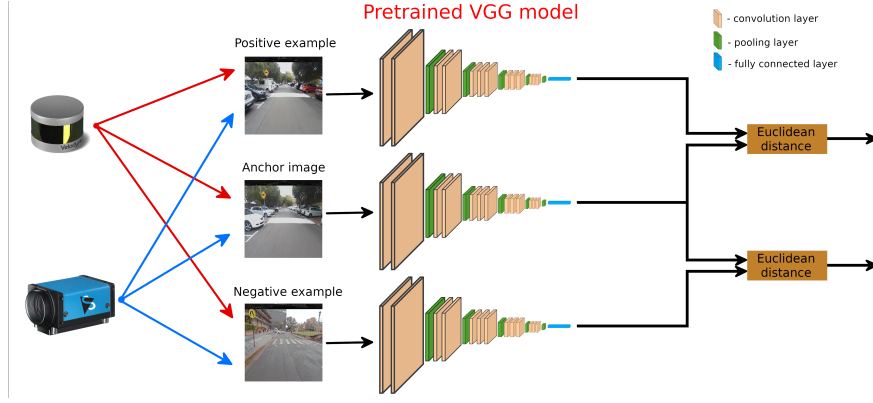 Pretrained VGG model
- convolution layer
- pooling layer
- fully connected layer
Positive example
Anchor image
Negative example
Velodyne
Euclidean
distance
Euclidean
distance